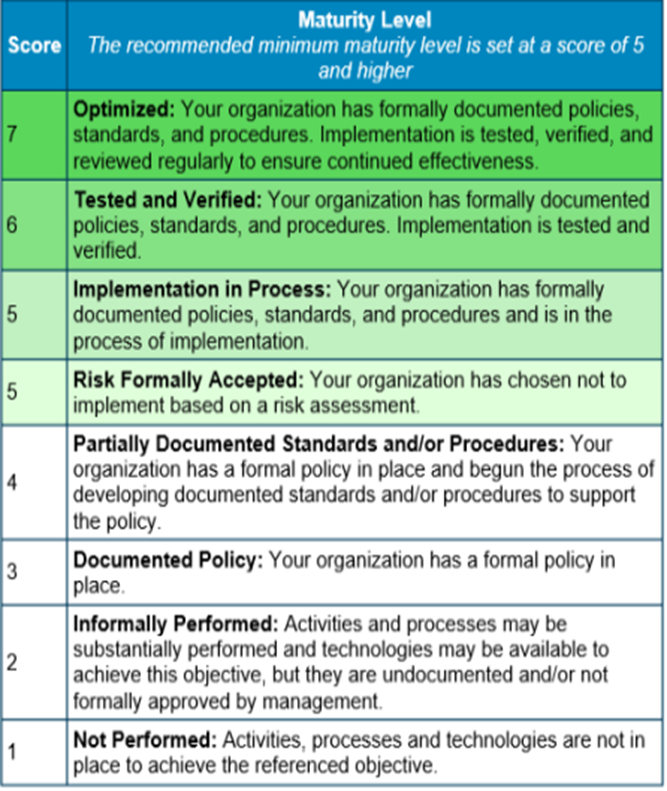 Maturity Level
Score
The recommended minimum maturity level is set at a score of 5
and higher
7
Optimized: Your organization has formally documented policies,
standards, and procedures. Implementation is tested, verified, and
reviewed regularly to ensure continued effectiveness.
6
Tested and Verified: Your organization has formally documented
policies, standards, and procedures. Implementation is tested and
verified.
5
Implementation in Process: Your organization has formally
documented policies, standards, and procedures and is in the
process of implementation.
5
Risk Formally Accepted: Your organization has chosen not to
implement based on a risk assessment.
4
Partially Documented Standards and/or Procedures: Your
organization has a formal policy in place and begun the process of
developing documented standards and/or procedures to support
the policy.
3
Documented Policy: Your organization has a formal policy in
place.
2
Informally Performed: Activities and processes may be
substantially performed and technologies may be available to
achieve this objective, but they are undocumented and/or not
formally approved by management.
1
Not Performed: Activities, processes and technologies are not in
place to achieve the referenced objective.